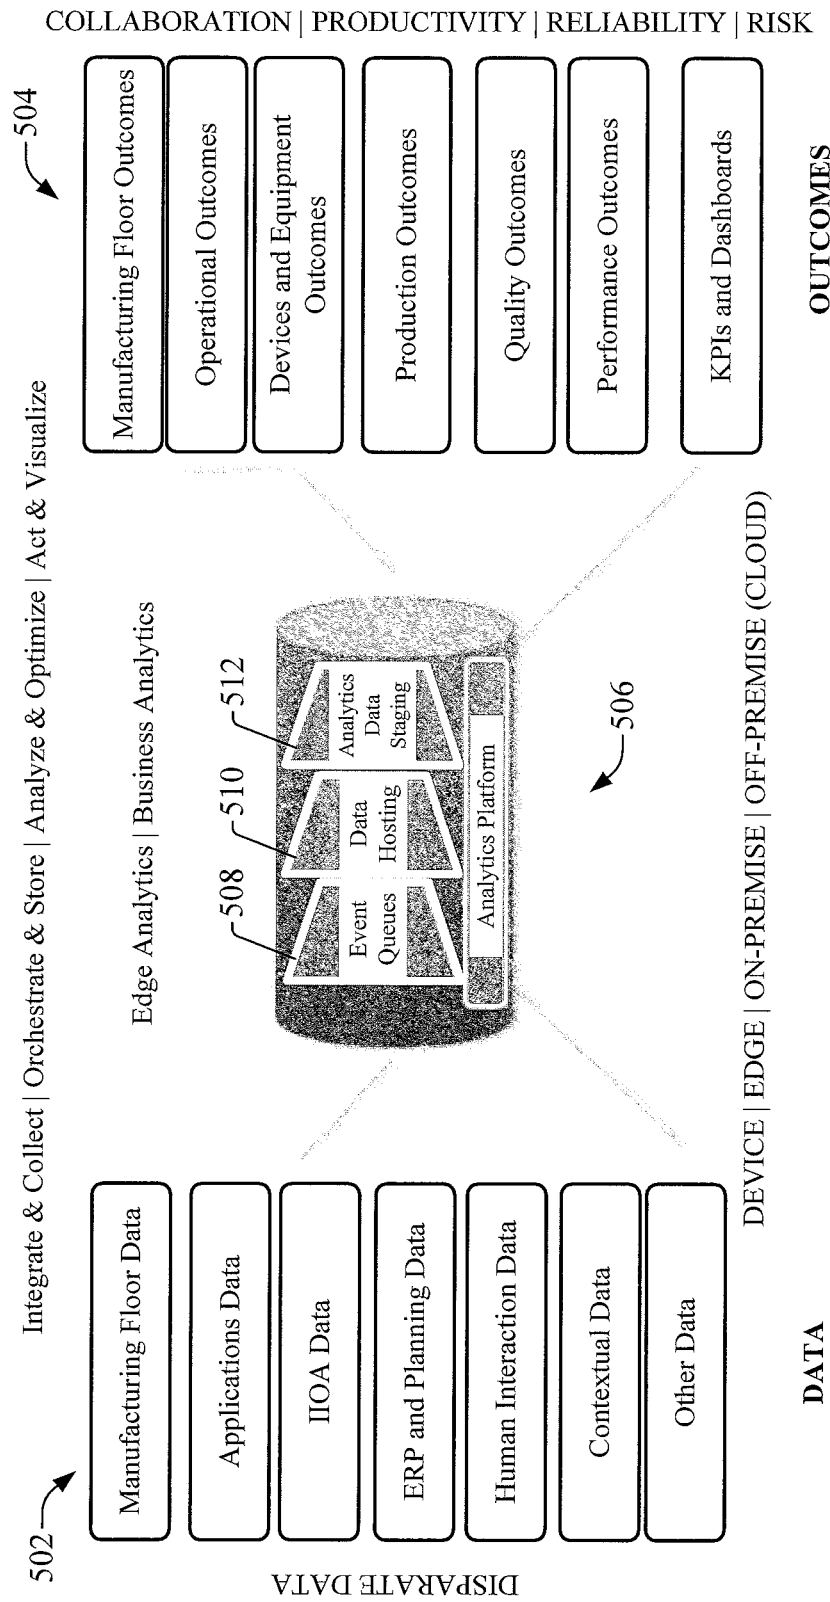 Integrate & Collect | Orchestrate & Store | Analyze & Optimize | Act & Visualize
Edge Analytics | Business Analytics
502
504
DISPARATE DATA
Manufacturing Floor Data
Applications Data
IIOA Data
ERP and Planning Data
Human Interaction Data
Contextual Data
Other Data
508
510
512
Event
Queues
Data
Hosting
Analytics
Data
Staging
Analytics Platform
506
Manufacturing Floor Outcomes
Operational Outcomes
Devices and Equipment
Outcomes
Production Outcomes
Quality Outcomes
Performance Outcomes
KPIs and Dashboards
COLLABORATION | PRODUCTIVITY | RELIABILITY | RISK
DEVICE | EDGE | ON-PREMISE | OFF-PREMISE (CLOUD)
DATA
OUTCOMES